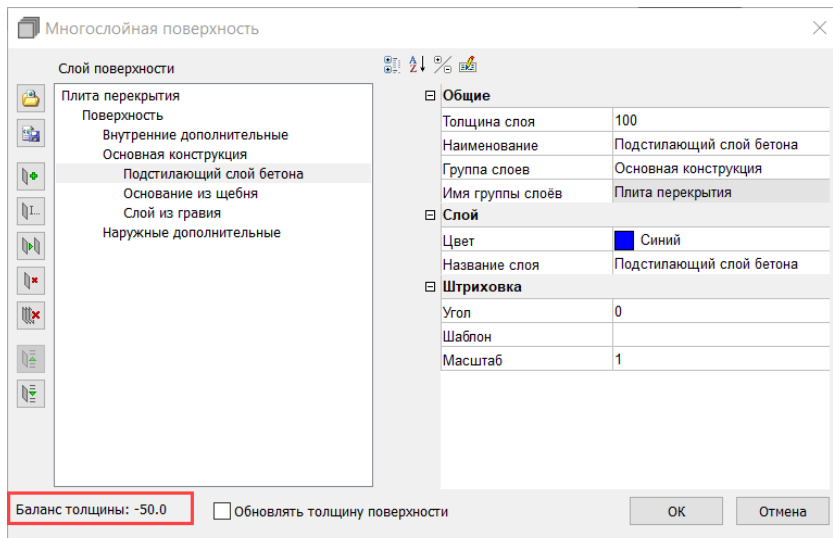 Многослойная поверхность
Слой поверхности
Плита перекрытия
Поверхность
Внутренние дополнительные
Основная конструкция
Подстилающий слой бетона
Основание из щебня
Слой из гравия
Наружные дополнительные
Общие
Толщина слоя 100
Наименование Подстилающий слой бетона
Группа слоев Основная конструкция
Имя группы слоёв Плита перекрытия
Слой
Цвет Синий
Название слоя Подстилающий слой бетона
Штриховка
Угол 0
Шаблон
Масштаб 1
Баланс толщины: -50.0
Обновлять толщину поверхности
ОК
Отмена